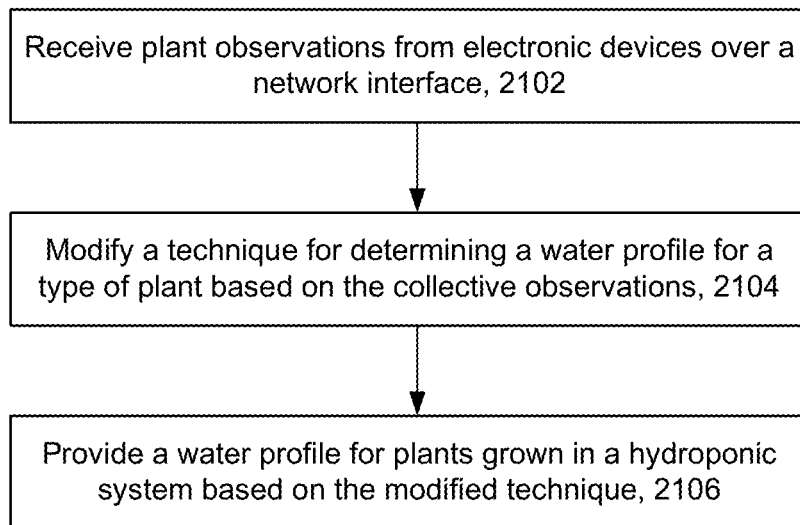 Receive plant observations from electronic devices over a
network interface, 2102
Modify a technique for determining a water profile for a
type of plant based on the collective observations, 2104
Provide a water profile for plants grown in a hydroponic
system based on the modified technique, 2106